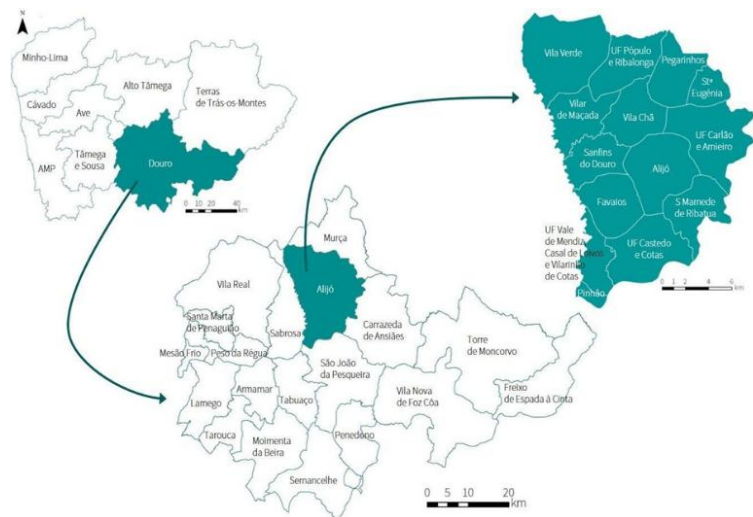 N
Minho-Lima
Alto Tâmega
Terras
de Trás-os-Montes
Cávado
Ave
AMP
Tâmega
e Sousa
Douro
0 10 20 40
km
Vila Verde
UF Pópulo
e Ribalonga
Pegarinhos
Stª
Eugénia
Vilar
de Maçada
Vila Chã
UF Carlão
e Amieiro
Sanfins
do Douro
Alijó
Favaios
S Mamede
de Ribatua
UF Vale
de Mendiz
Casal de Loivos
e Vilarinho
de Cotas
UF Castedo
e Cotas
Pinhão
0 1 2 4 6
km
Murça
Vila Real
Alijó
Santa Marta
de Penaguião
Sabrosa
Carrazeda
de Ansiães
Mesão Frio
Peso da Régua
Torre
de Moncorvo
São João
da Pesqueira
Lamego
Armamar
Tabuaço
Vila Nova
de Foz Côa
Freixo
de Espada à Cinta
Tarouca
Moimenta
da Beira
Penedono
Sernancelhe
0 5 10 20
km